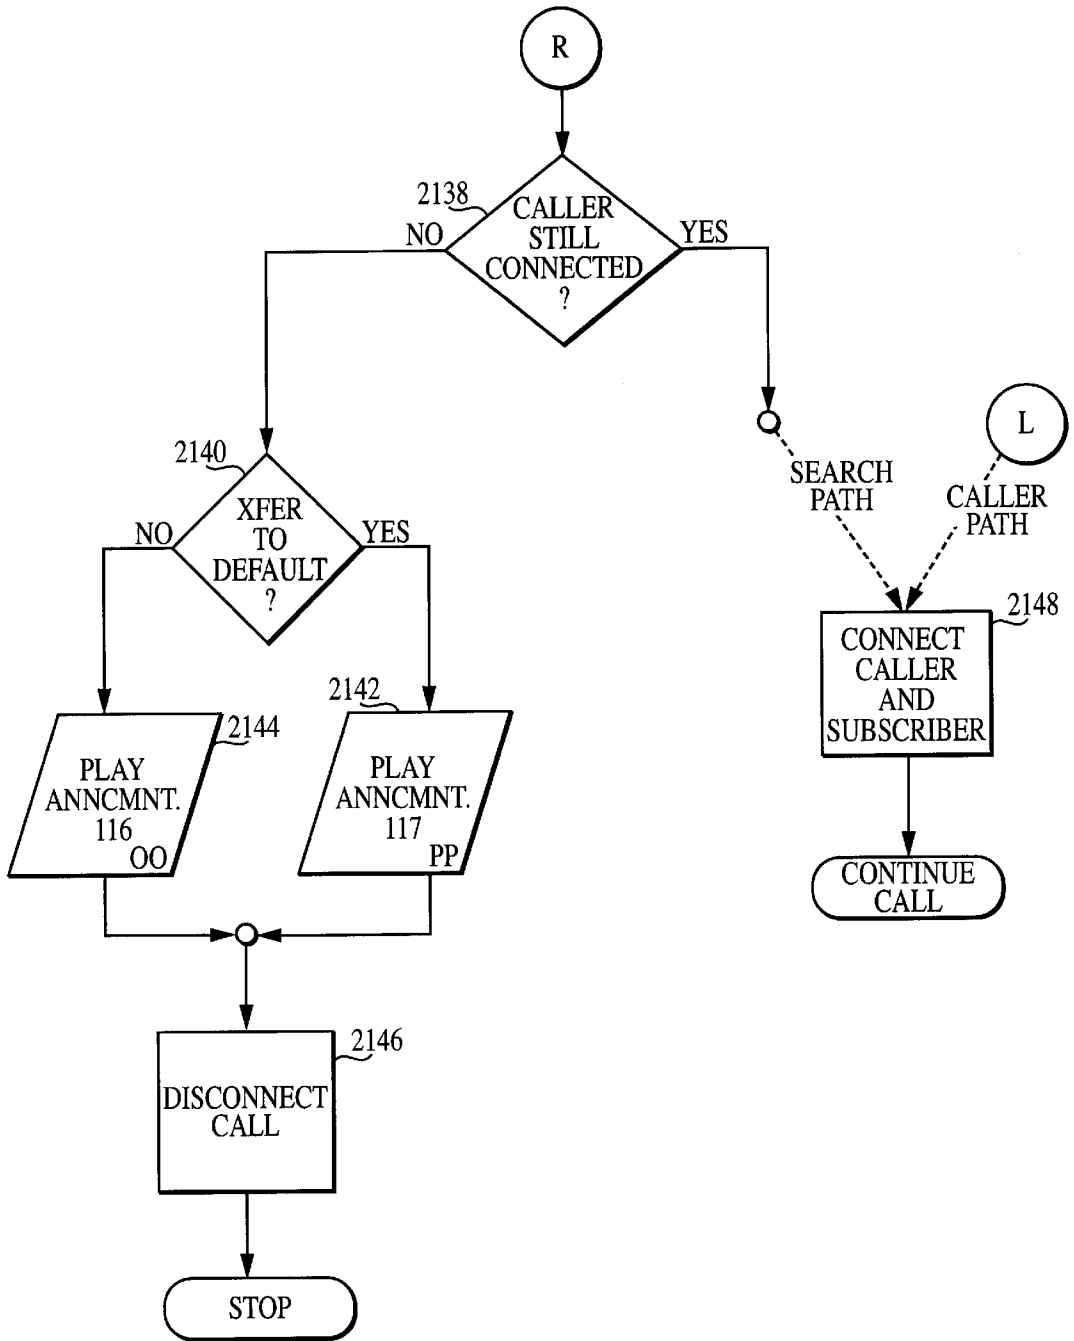 R
2138
CALLER
STILL
CONNECTED
?
NO
YES
L
2140
XFER
TO
DEFAULT
?
NO
YES
SEARCH
PATH
CALLER
PATH
2148
CONNECT
CALLER
AND
SUBSCRIBER
2144
PLAY
ANNCMNT.
116
OO
2142
PLAY
ANNCMNT.
117
PP
CONTINUE
CALL
2146
DISCONNECT
CALL
STOP